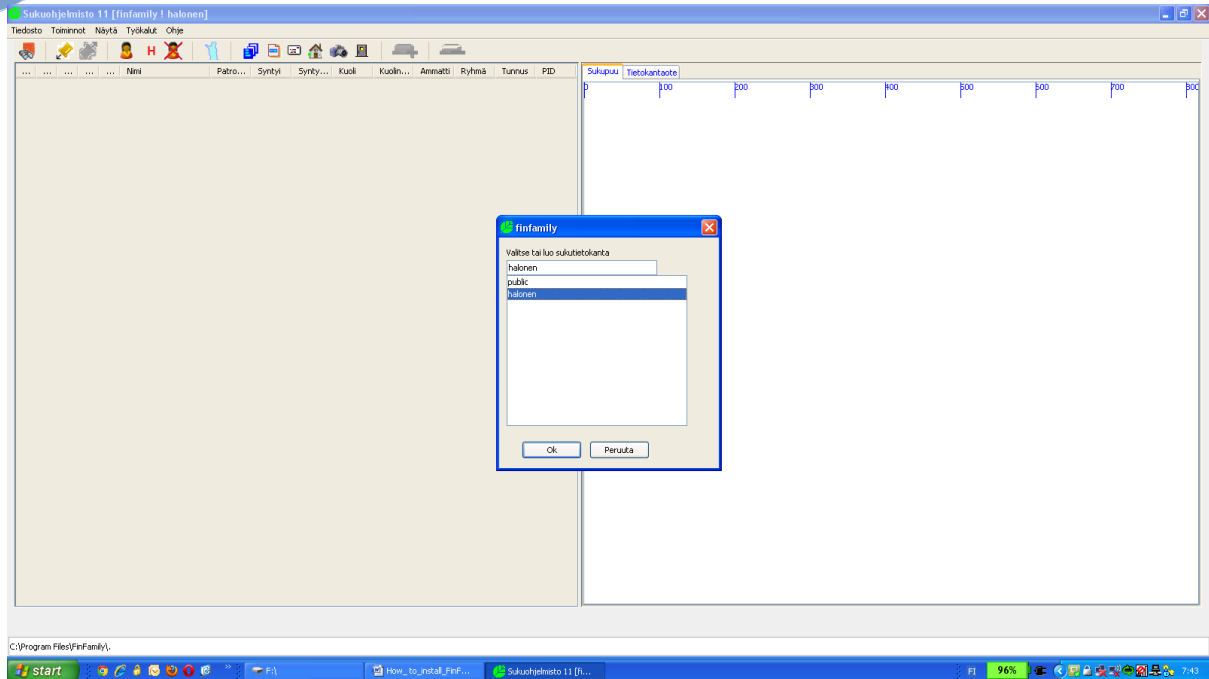 Sukuohjelmisto 11 [finfamily ! halonen]
Tiedosto Toiminnot Näytä Työkalut Ohje
H
... ... ... ... ... Nimi Patro... Syntyi Synty... Kuoli Kuolin... Ammatti Ryhmä Tunnus PID
Sukupuu Tietokantaote
0 100 200 300 400 500 600 700 800
finfamily
Valitse tai luo sukutietokanta
halonen
public
halonen
Ok Peruuta
C:\Program Files\FinFamily\.
start F:\ How_to_install_FinF... Sukuohjelmisto 11 [fi... FI 96% 7:43